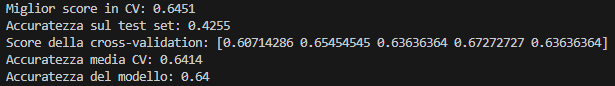 Miglior score in CV: 0.6451
Accuratezza sul test set: 0.4255
Score della cross-validation: [0.60714286 0.65454545 0.63636364 0.67272727 0.63636364]
Accuratezza media CV: 0.6414
Accuratezza del modello: 0.64